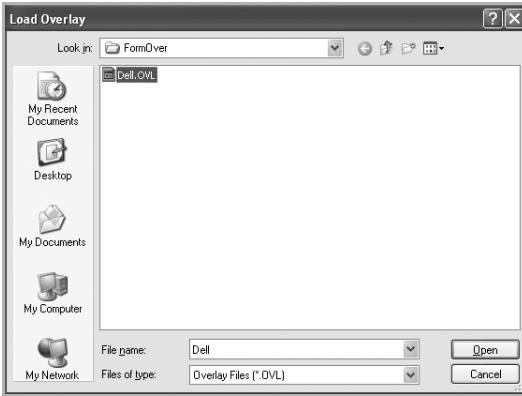 Load Overlay
Look in: FormOver
Dell.OVL
My Recent
Documents
Desktop
My Documents
My Computer
My Network
File name: Dell Open
Files of type: Overlay Files (*.OVL) Cancel